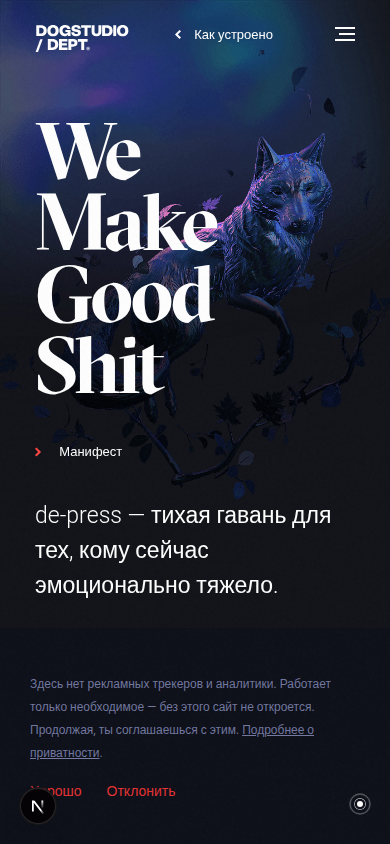 DOGSTUDIO
/ DEPT.®
Как устроено
We
Make
Good
Shit
Манифест
de-press — тихая гавань для
тех, кому сейчас
эмоционально тяжело.
Здесь нет рекламных трекеров и аналитики. Работает
только необходимое — без этого сайт не откроется.
Продолжая, ты соглашаешься с этим. Подробнее о
приватности.
Хорошо Отклонить
N